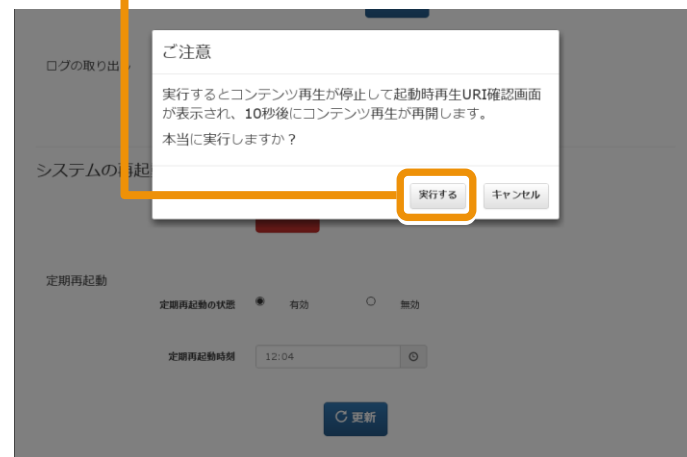 ご注意
ログの取り出
実行するとコンテンツ再生が停止して起動時再生URI確認画面
が表示され、10秒後にコンテンツ再生が再開します。
本当に実行しますか？
システムの再起
実行する
キャンセル
定期再起動
定期再起動の状態
有効
無効
定期再起動時刻
12:04
更新